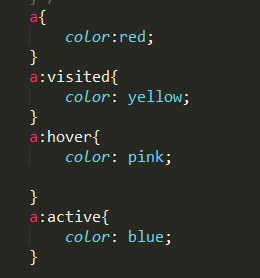 a{
    color:red;
}
a:visited{
    color: yellow;
}
a:hover{
    color: pink;

}
a:active{
    color: blue;
}